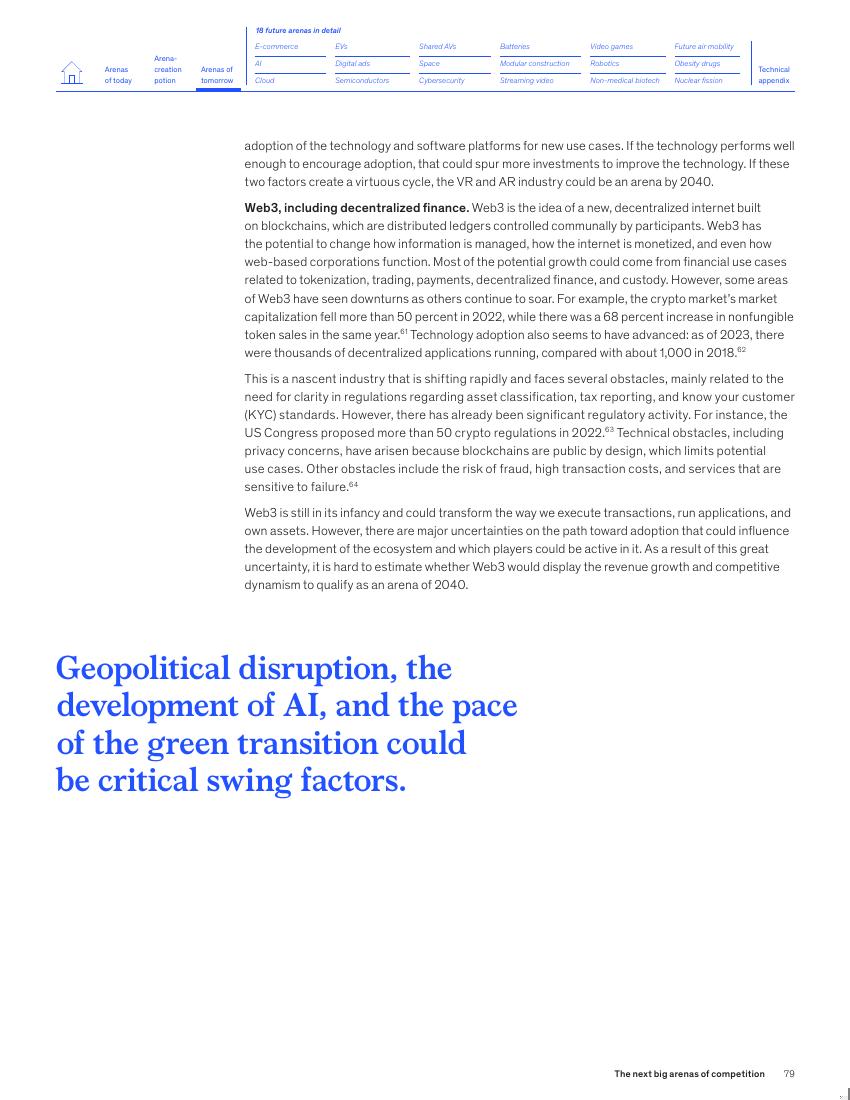 18 future arenas in detail
Arenas
of today
Arena-
creation
potion
Arenas of
tomorrow
E-commerce EVs Shared AVs Batteries Video games Future air mobility
AI Digital ads Space Modular construction Robotics Obesity drugs
Cloud Semiconductors Cybersecurity Streaming video Non-medical biotech Nuclear fission
Technical
appendix
adoption of the technology and software platforms for new use cases. If the technology performs well
enough to encourage adoption, that could spur more investments to improve the technology. If these
two factors create a virtuous cycle, the VR and AR industry could be an arena by 2040.
Web3, including decentralized finance. Web3 is the idea of a new, decentralized internet built
on blockchains, which are distributed ledgers controlled communally by participants. Web3 has
the potential to change how information is managed, how the internet is monetized, and even how
web-based corporations function. Most of the potential growth could come from financial use cases
related to tokenization, trading, payments, decentralized finance, and custody. However, some areas
of Web3 have seen downturns as others continue to soar. For example, the crypto market’s market
capitalization fell more than 50 percent in 2022, while there was a 68 percent increase in nonfungible
token sales in the same year.61 Technology adoption also seems to have advanced: as of 2023, there
were thousands of decentralized applications running, compared with about 1,000 in 2018.62
This is a nascent industry that is shifting rapidly and faces several obstacles, mainly related to the
need for clarity in regulations regarding asset classification, tax reporting, and know your customer
(KYC) standards. However, there has already been significant regulatory activity. For instance, the
US Congress proposed more than 50 crypto regulations in 2022.63 Technical obstacles, including
privacy concerns, have arisen because blockchains are public by design, which limits potential
use cases. Other obstacles include the risk of fraud, high transaction costs, and services that are
sensitive to failure.64
Web3 is still in its infancy and could transform the way we execute transactions, run applications, and
own assets. However, there are major uncertainties on the path toward adoption that could influence
the development of the ecosystem and which players could be active in it. As a result of this great
uncertainty, it is hard to estimate whether Web3 would display the revenue growth and competitive
dynamism to qualify as an arena of 2040.
Geopolitical disruption, the
development of AI, and the pace
of the green transition could
be critical swing factors.
The next big arenas of competition 79